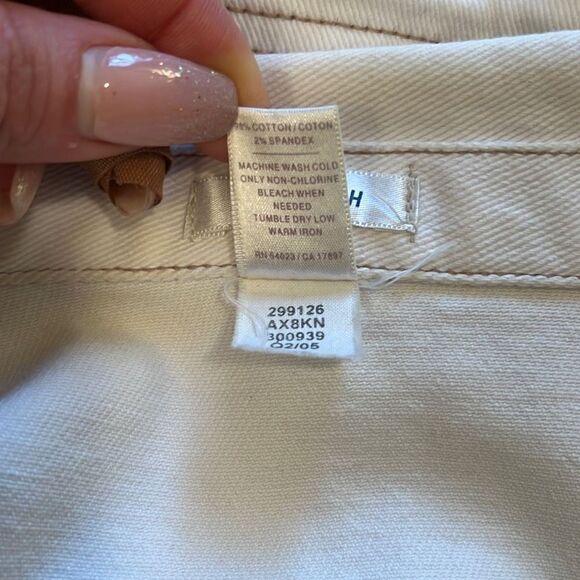 98% COTTON / COTON
2% SPANDEX
MACHINE WASH COLD
ONLY NON-CHLORINE
BLEACH WHEN
NEEDED
TUMBLE DRY LOW
WARM IRON
RN 54023 / CA 17897
H
299126
AX8KN
300939
02/05